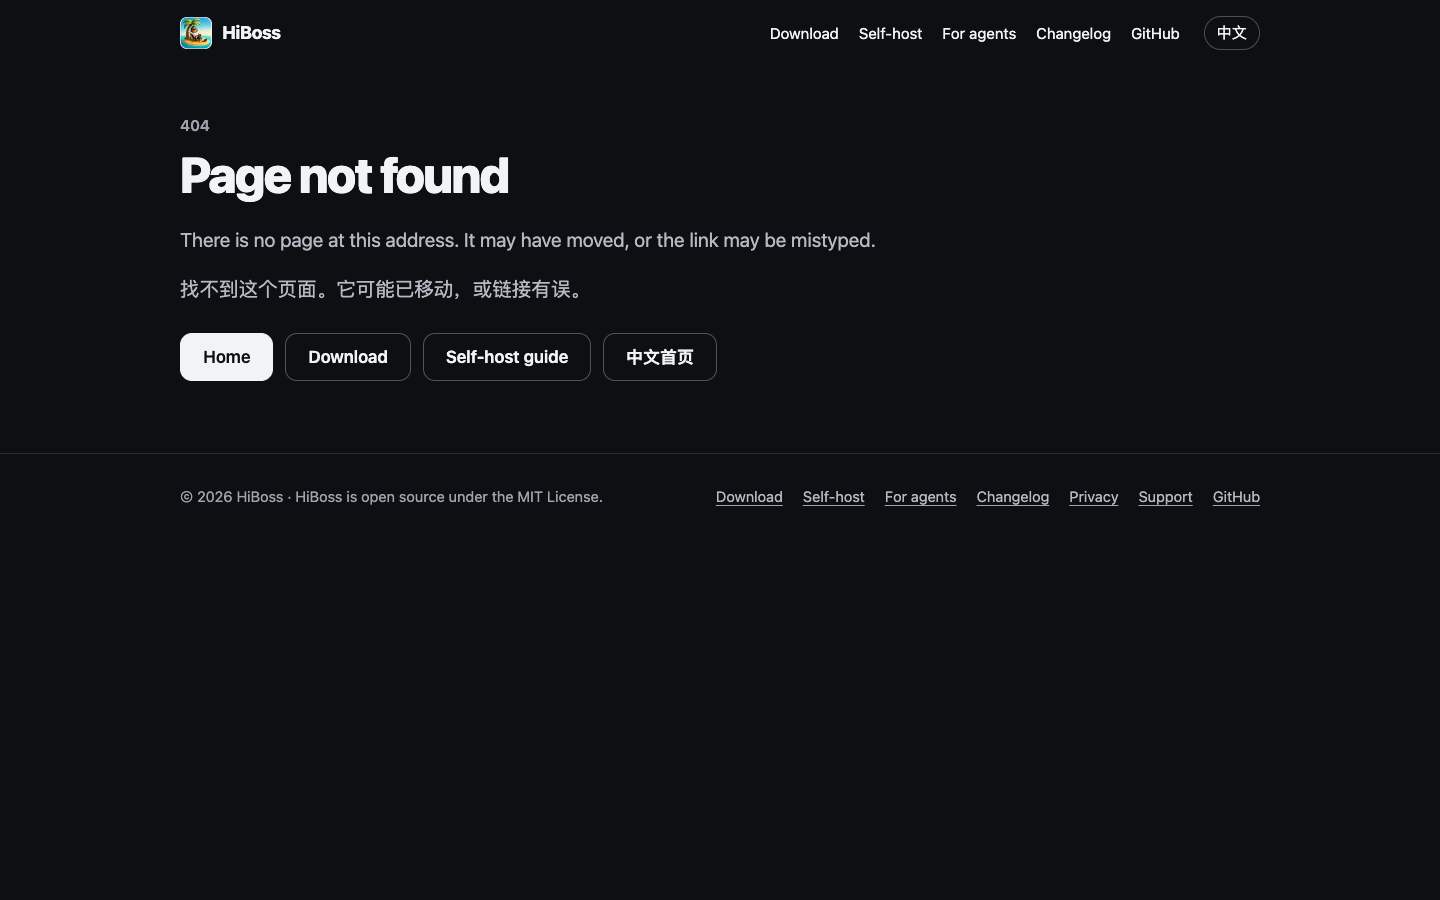 HiBoss
Download Self-host For agents Changelog GitHub 中文
404
Page not found
There is no page at this address. It may have moved, or the link may be mistyped.
找不到这个页面。它可能已移动，或链接有误。
Home Download Self-host guide 中文首页
© 2026 HiBoss · HiBoss is open source under the MIT License.
Download Self-host For agents Changelog Privacy Support GitHub